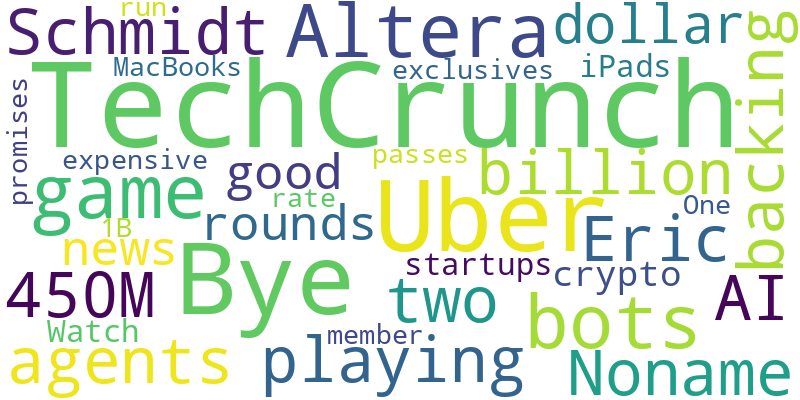 run
Schmidt
Altera
dollar
MacBooks
exclusives
iPads
TechCrunch
backing
promises
expensive
good
passes
billion
game
rate
Uber
One
1B
rounds
Eric
news
Bye
startups
crypto
450M
two
AI
Watch
member
bots
agents
playing
Noname